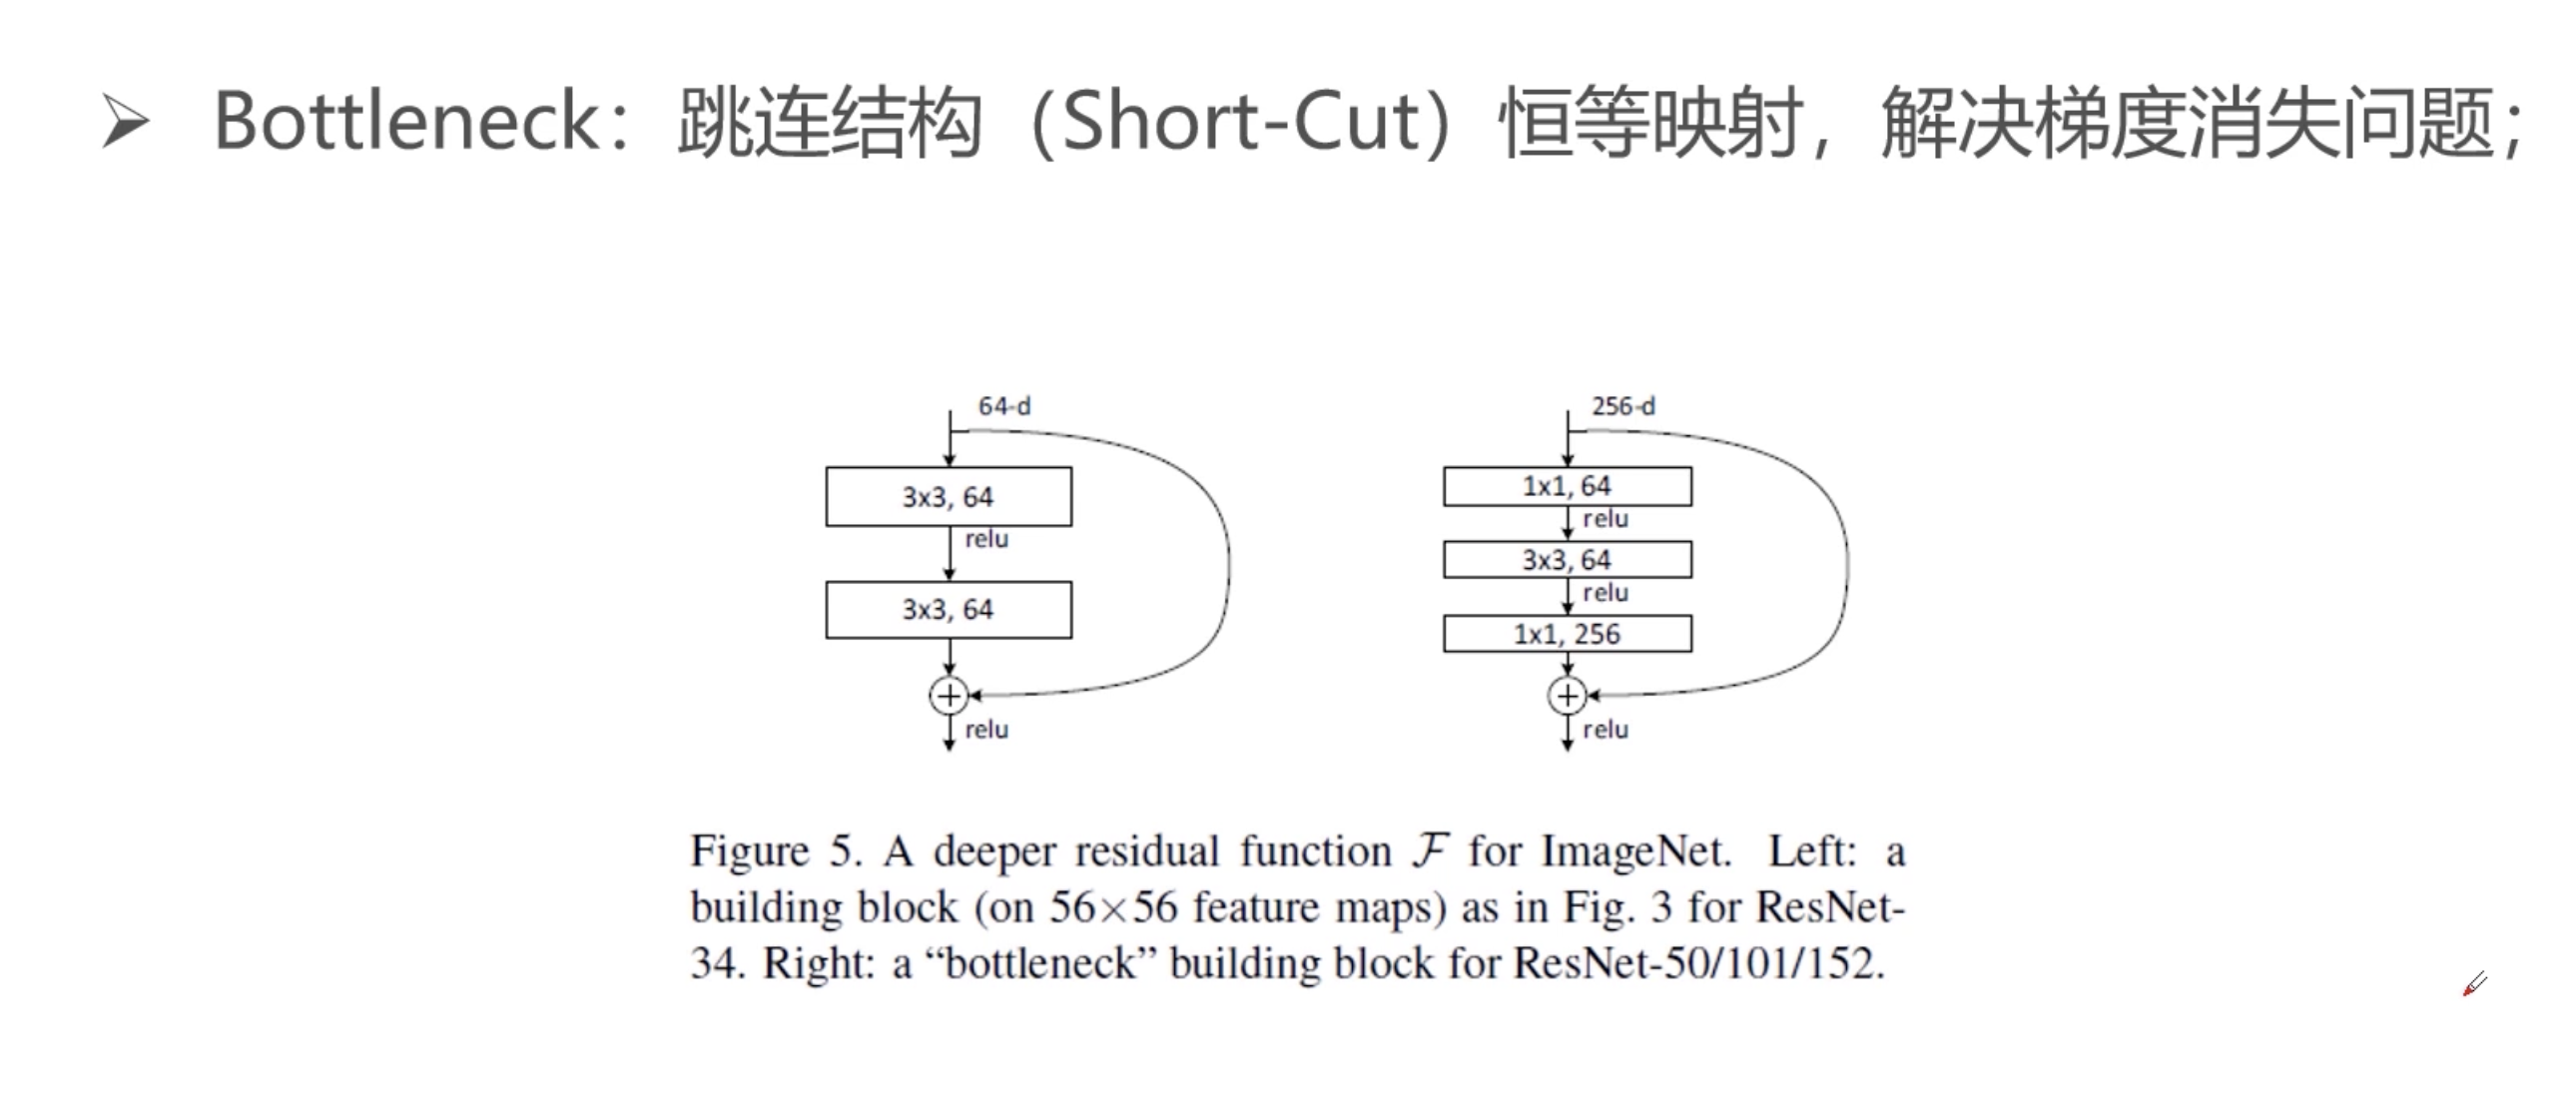 Bottleneck：跳连结构（Short-Cut）恒等映射，解决梯度消失问题；
64-d
3x3, 64
relu
3x3, 64
relu
256-d
1x1, 64
relu
3x3, 64
relu
1x1, 256
relu
Figure 5. A deeper residual function ℱ for ImageNet. Left: a
building block (on 56×56 feature maps) as in Fig. 3 for ResNet-
34. Right: a “bottleneck” building block for ResNet-50/101/152.